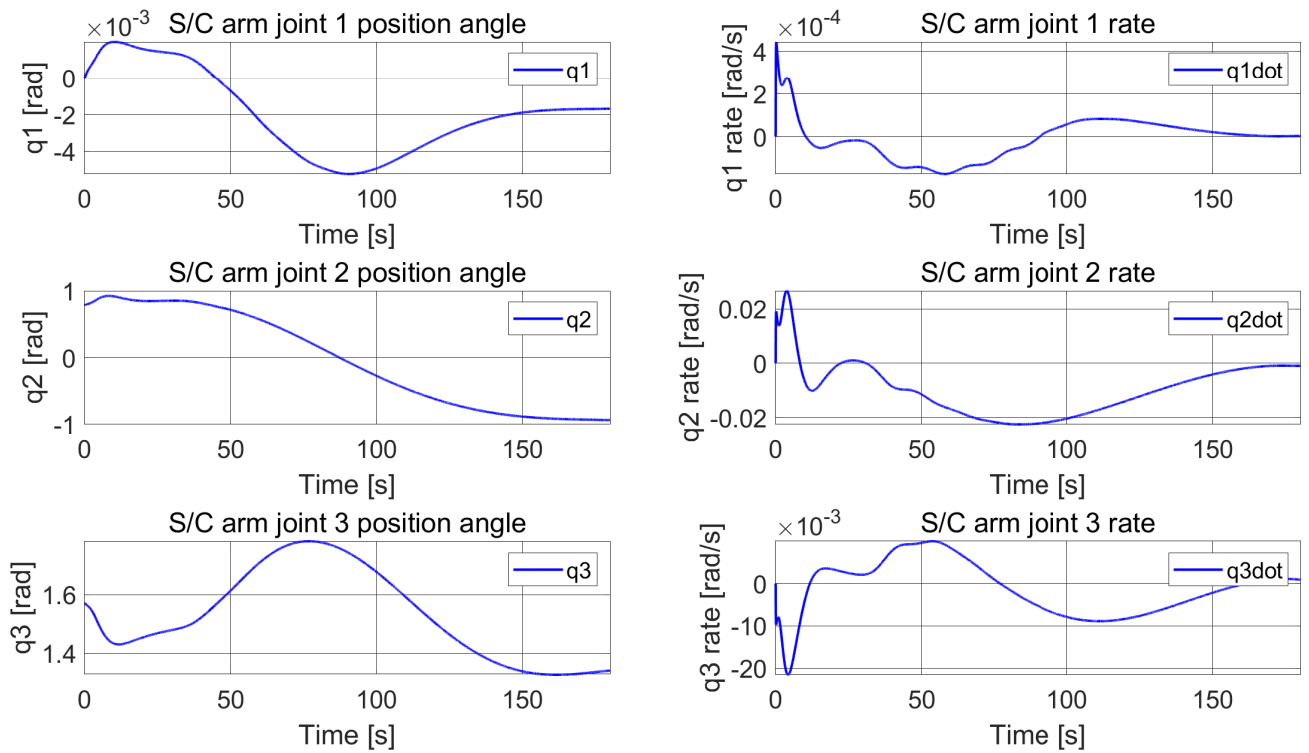 S/C arm joint 1 position angle
×10⁻³
0
-2
-4
q1 [rad]
q1
0 50 100 150
Time [s]
S/C arm joint 1 rate
×10⁻⁴
4
2
0
q1 rate [rad/s]
q1dot
0 50 100 150
Time [s]
S/C arm joint 2 position angle
1
0
-1
q2 [rad]
q2
0 50 100 150
Time [s]
S/C arm joint 2 rate
0.02
0
-0.02
q2 rate [rad/s]
q2dot
0 50 100 150
Time [s]
S/C arm joint 3 position angle
1.6
1.4
q3 [rad]
q3
0 50 100 150
Time [s]
S/C arm joint 3 rate
×10⁻³
0
-10
-20
q3 rate [rad/s]
q3dot
0 50 100 150
Time [s]